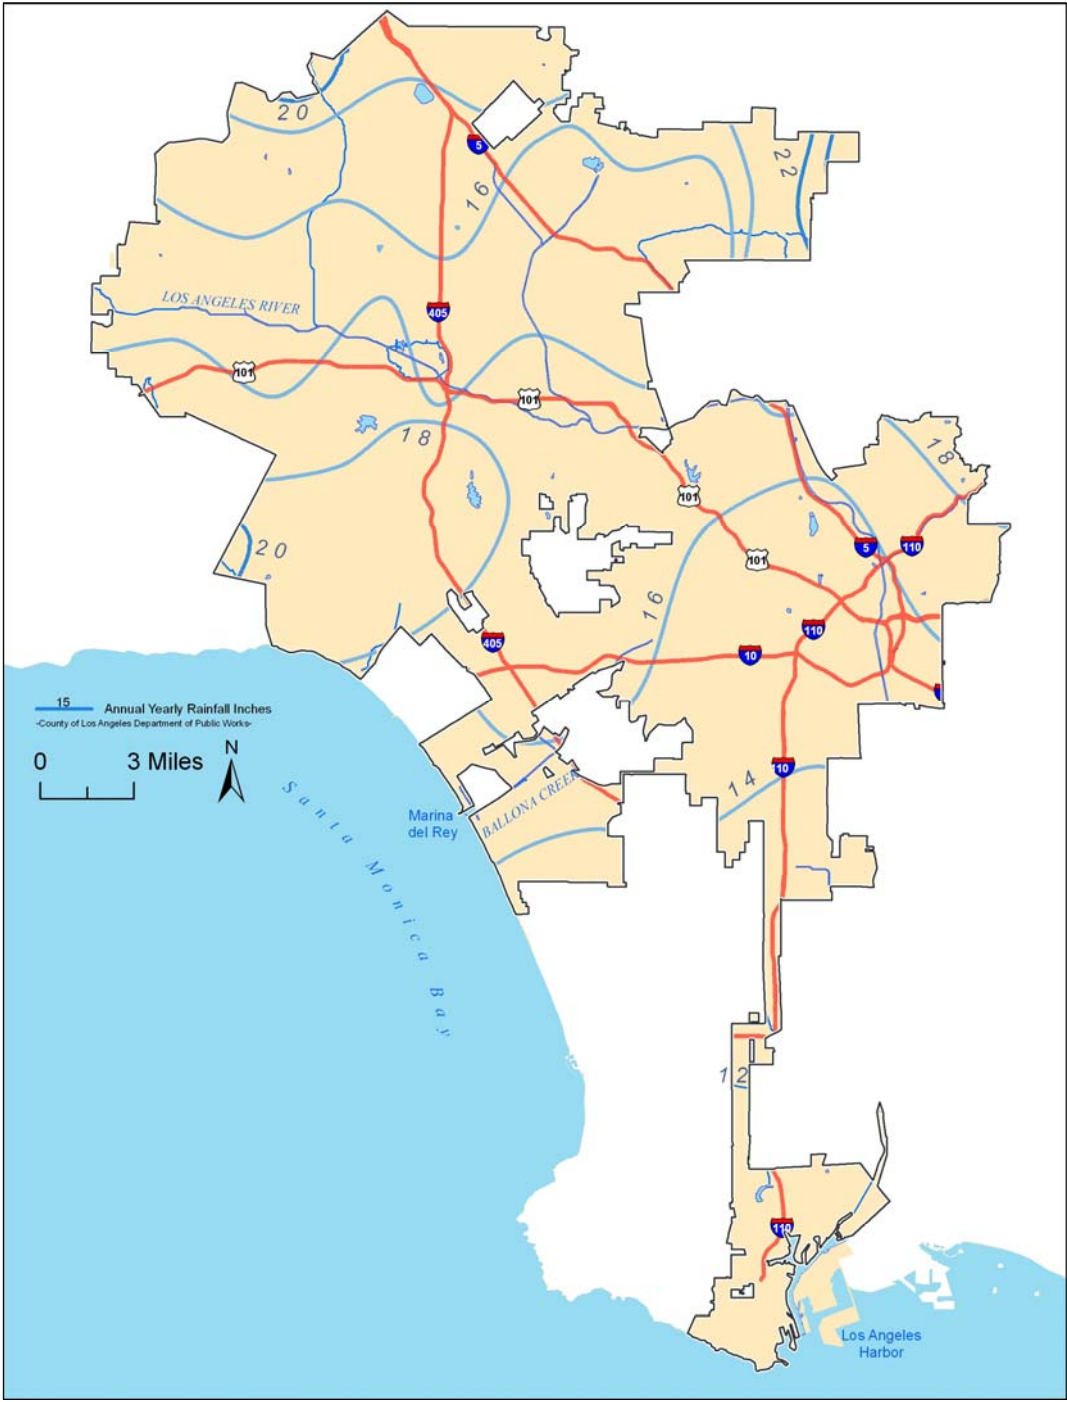 20
22
5
16
LOS ANGELES RIVER
405
101
101
18
18
101
5
110
20
101
16
110
405
10
15 Annual Yearly Rainfall Inches
-County of Los Angeles Department of Public Works-
0 3 Miles
N
10
14
Santa Monica Bay
Marina
del Rey
BALLONA CREEK
12
110
Los Angeles
Harbor